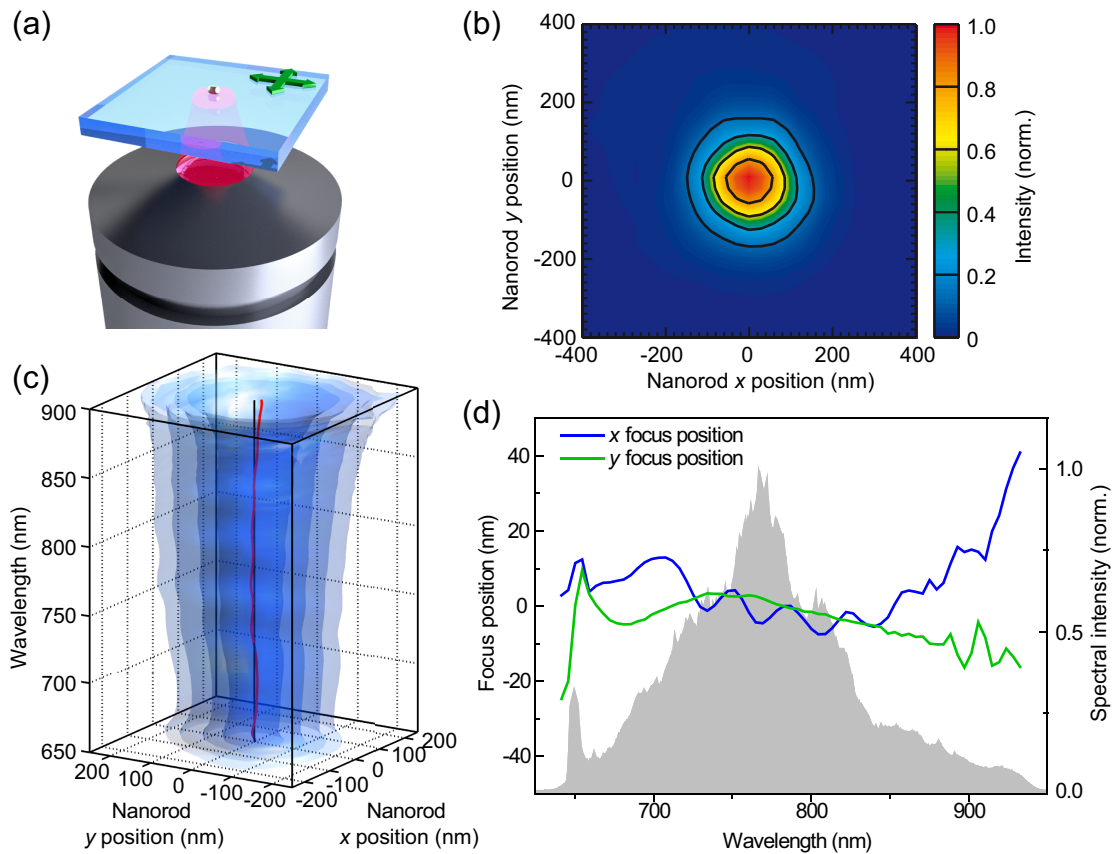 (a)
(b)
400
200
0
-200
-400
-400
-200
0
200
400
Nanorod y position (nm)
Nanorod x position (nm)
1.0
0.8
0.6
0.4
0.2
0
Intensity (norm.)
(c)
900
850
800
750
700
650
Wavelength (nm)
200
100
0
-100
-200
Nanorod
y position (nm)
-200
-100
0
100
200
Nanorod
x position (nm)
(d)
x focus position
y focus position
40
20
0
-20
-40
Focus position (nm)
700
800
900
Wavelength (nm)
1.0
0.5
0.0
Spectral intensity (norm.)